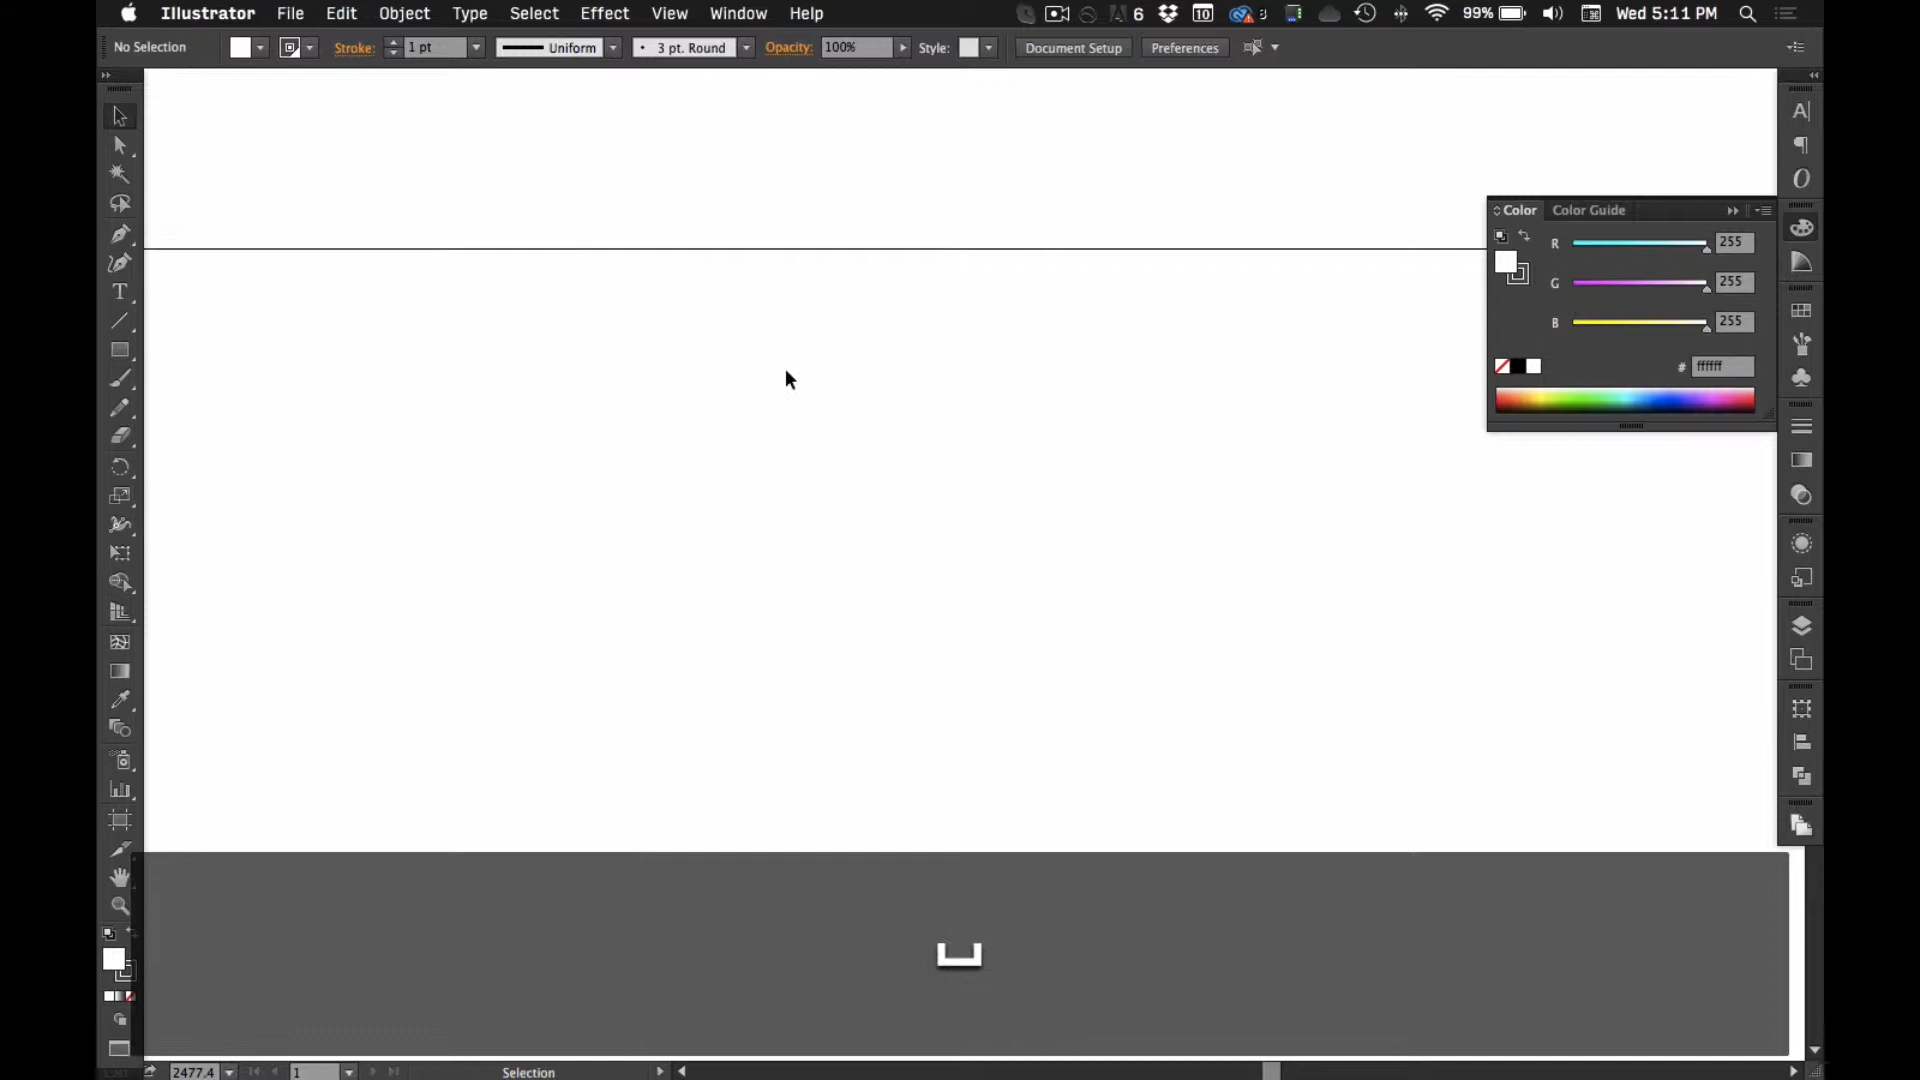 Illustrator File Edit Object Type Select Effect View Window Help 6 10 99% Wed 5:11 PM
No Selection Stroke: 1 pt Uniform 3 pt. Round Opacity: 100% Style: Document Setup Preferences
Color Color Guide
R 255
G 255
B 255
# ffffff
2477.4 1 Selection